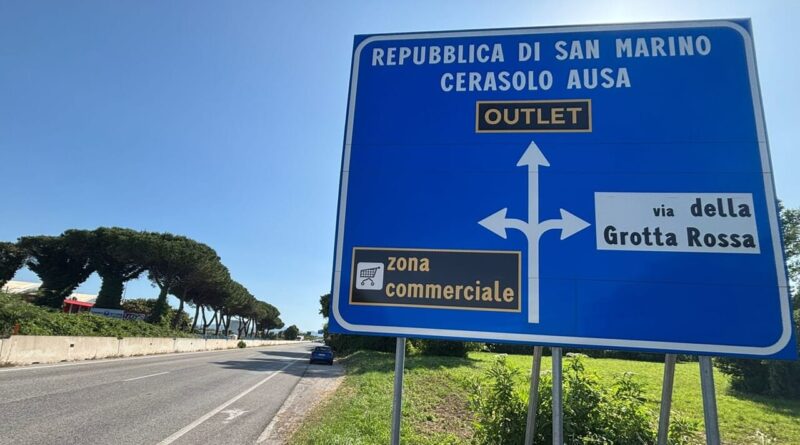 REPUBBLICA DI SAN MARINO
CERASOLO AUSA
OUTLET
via della
Grotta Rossa
zona
commerciale